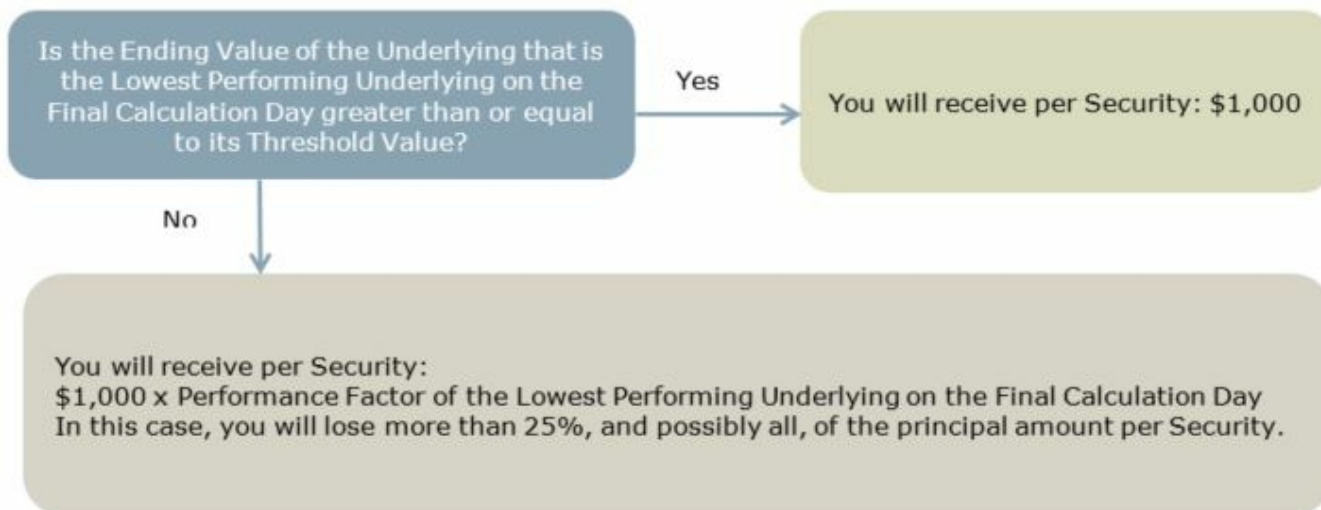 Is the Ending Value of the Underlying that is
the Lowest Performing Underlying on the
Final Calculation Day greater than or equal
to its Threshold Value?
Yes
You will receive per Security: $1,000
No
You will receive per Security:
$1,000 x Performance Factor of the Lowest Performing Underlying on the Final Calculation Day
In this case, you will lose more than 25%, and possibly all, of the principal amount per Security.